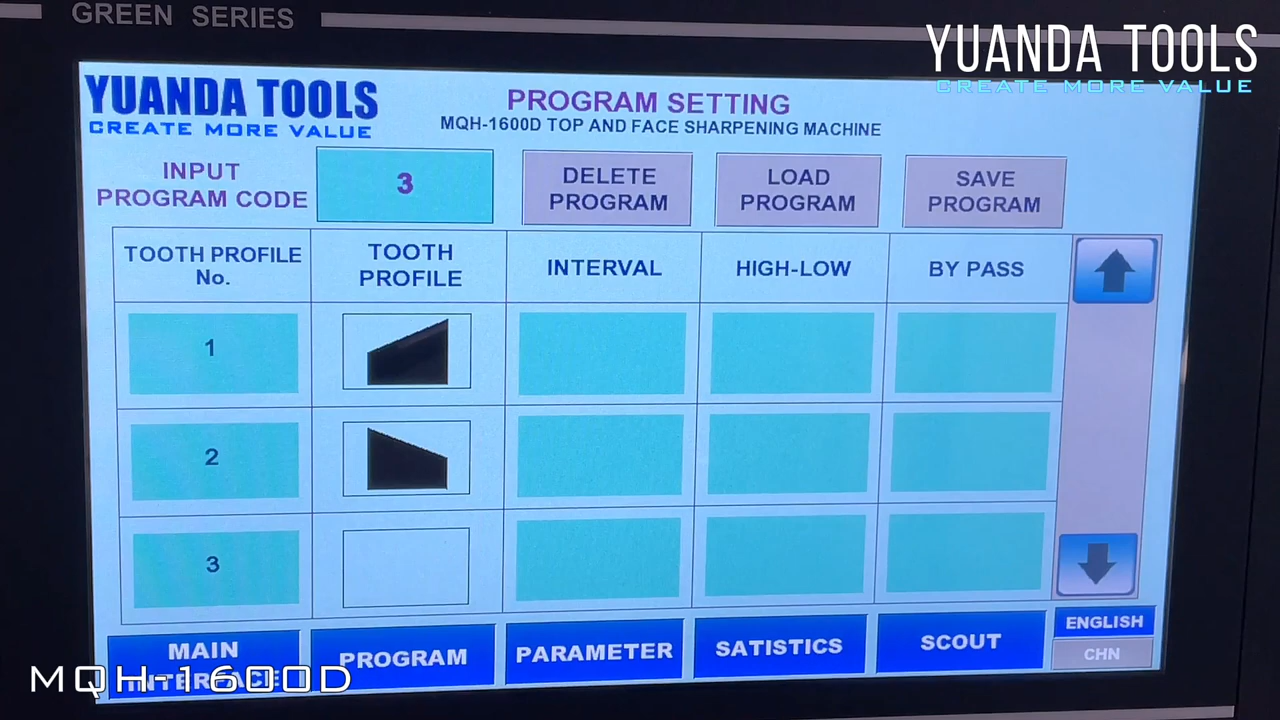 GREEN SERIES
YUANDA TOOLS
CREATE MORE VALUE
YUANDA TOOLS
CREATE MORE VALUE
PROGRAM SETTING
MQH-1600D TOP AND FACE SHARPENING MACHINE
INPUT
PROGRAM CODE
3
DELETE
PROGRAM
LOAD
PROGRAM
SAVE
PROGRAM
TOOTH PROFILE
No.
TOOTH
PROFILE
INTERVAL
HIGH-LOW
BY PASS
1
2
3
MAIN
INTERFACE
PROGRAM
PARAMETER
SATISTICS
SCOUT
ENGLISH
CHN
MQH-1600D